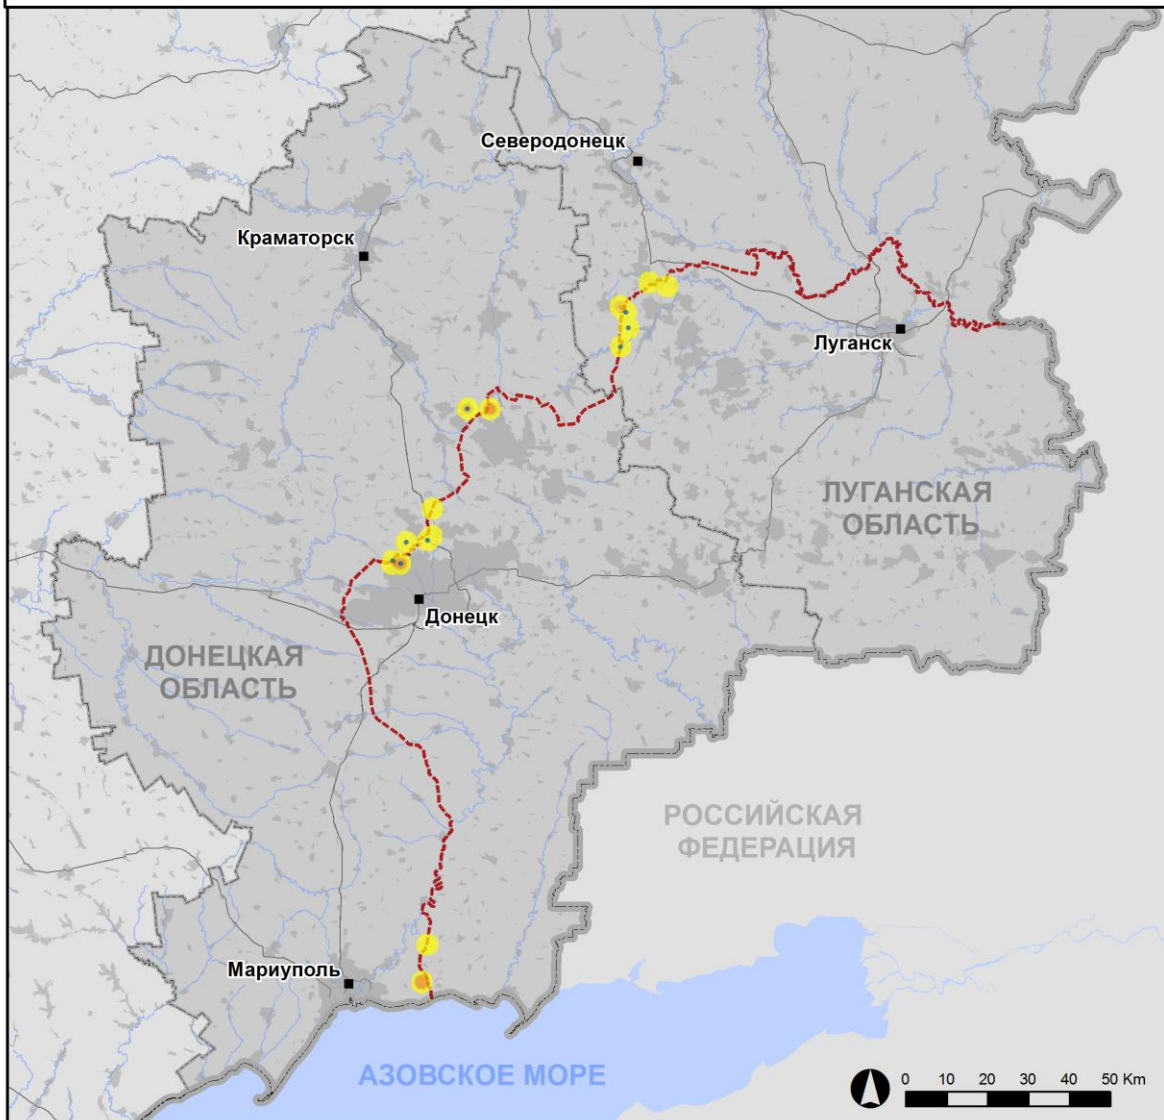 Северодонецк
Краматорск
Луганск
ЛУГАНСКАЯ
ОБЛАСТЬ
Донецк
ДОНЕЦКАЯ
ОБЛАСТЬ
РОССИЙСКАЯ
ФЕДЕРАЦИЯ
Мариуполь
АЗОВСКОЕ МОРЕ
0 10 20 30 40 50 Km